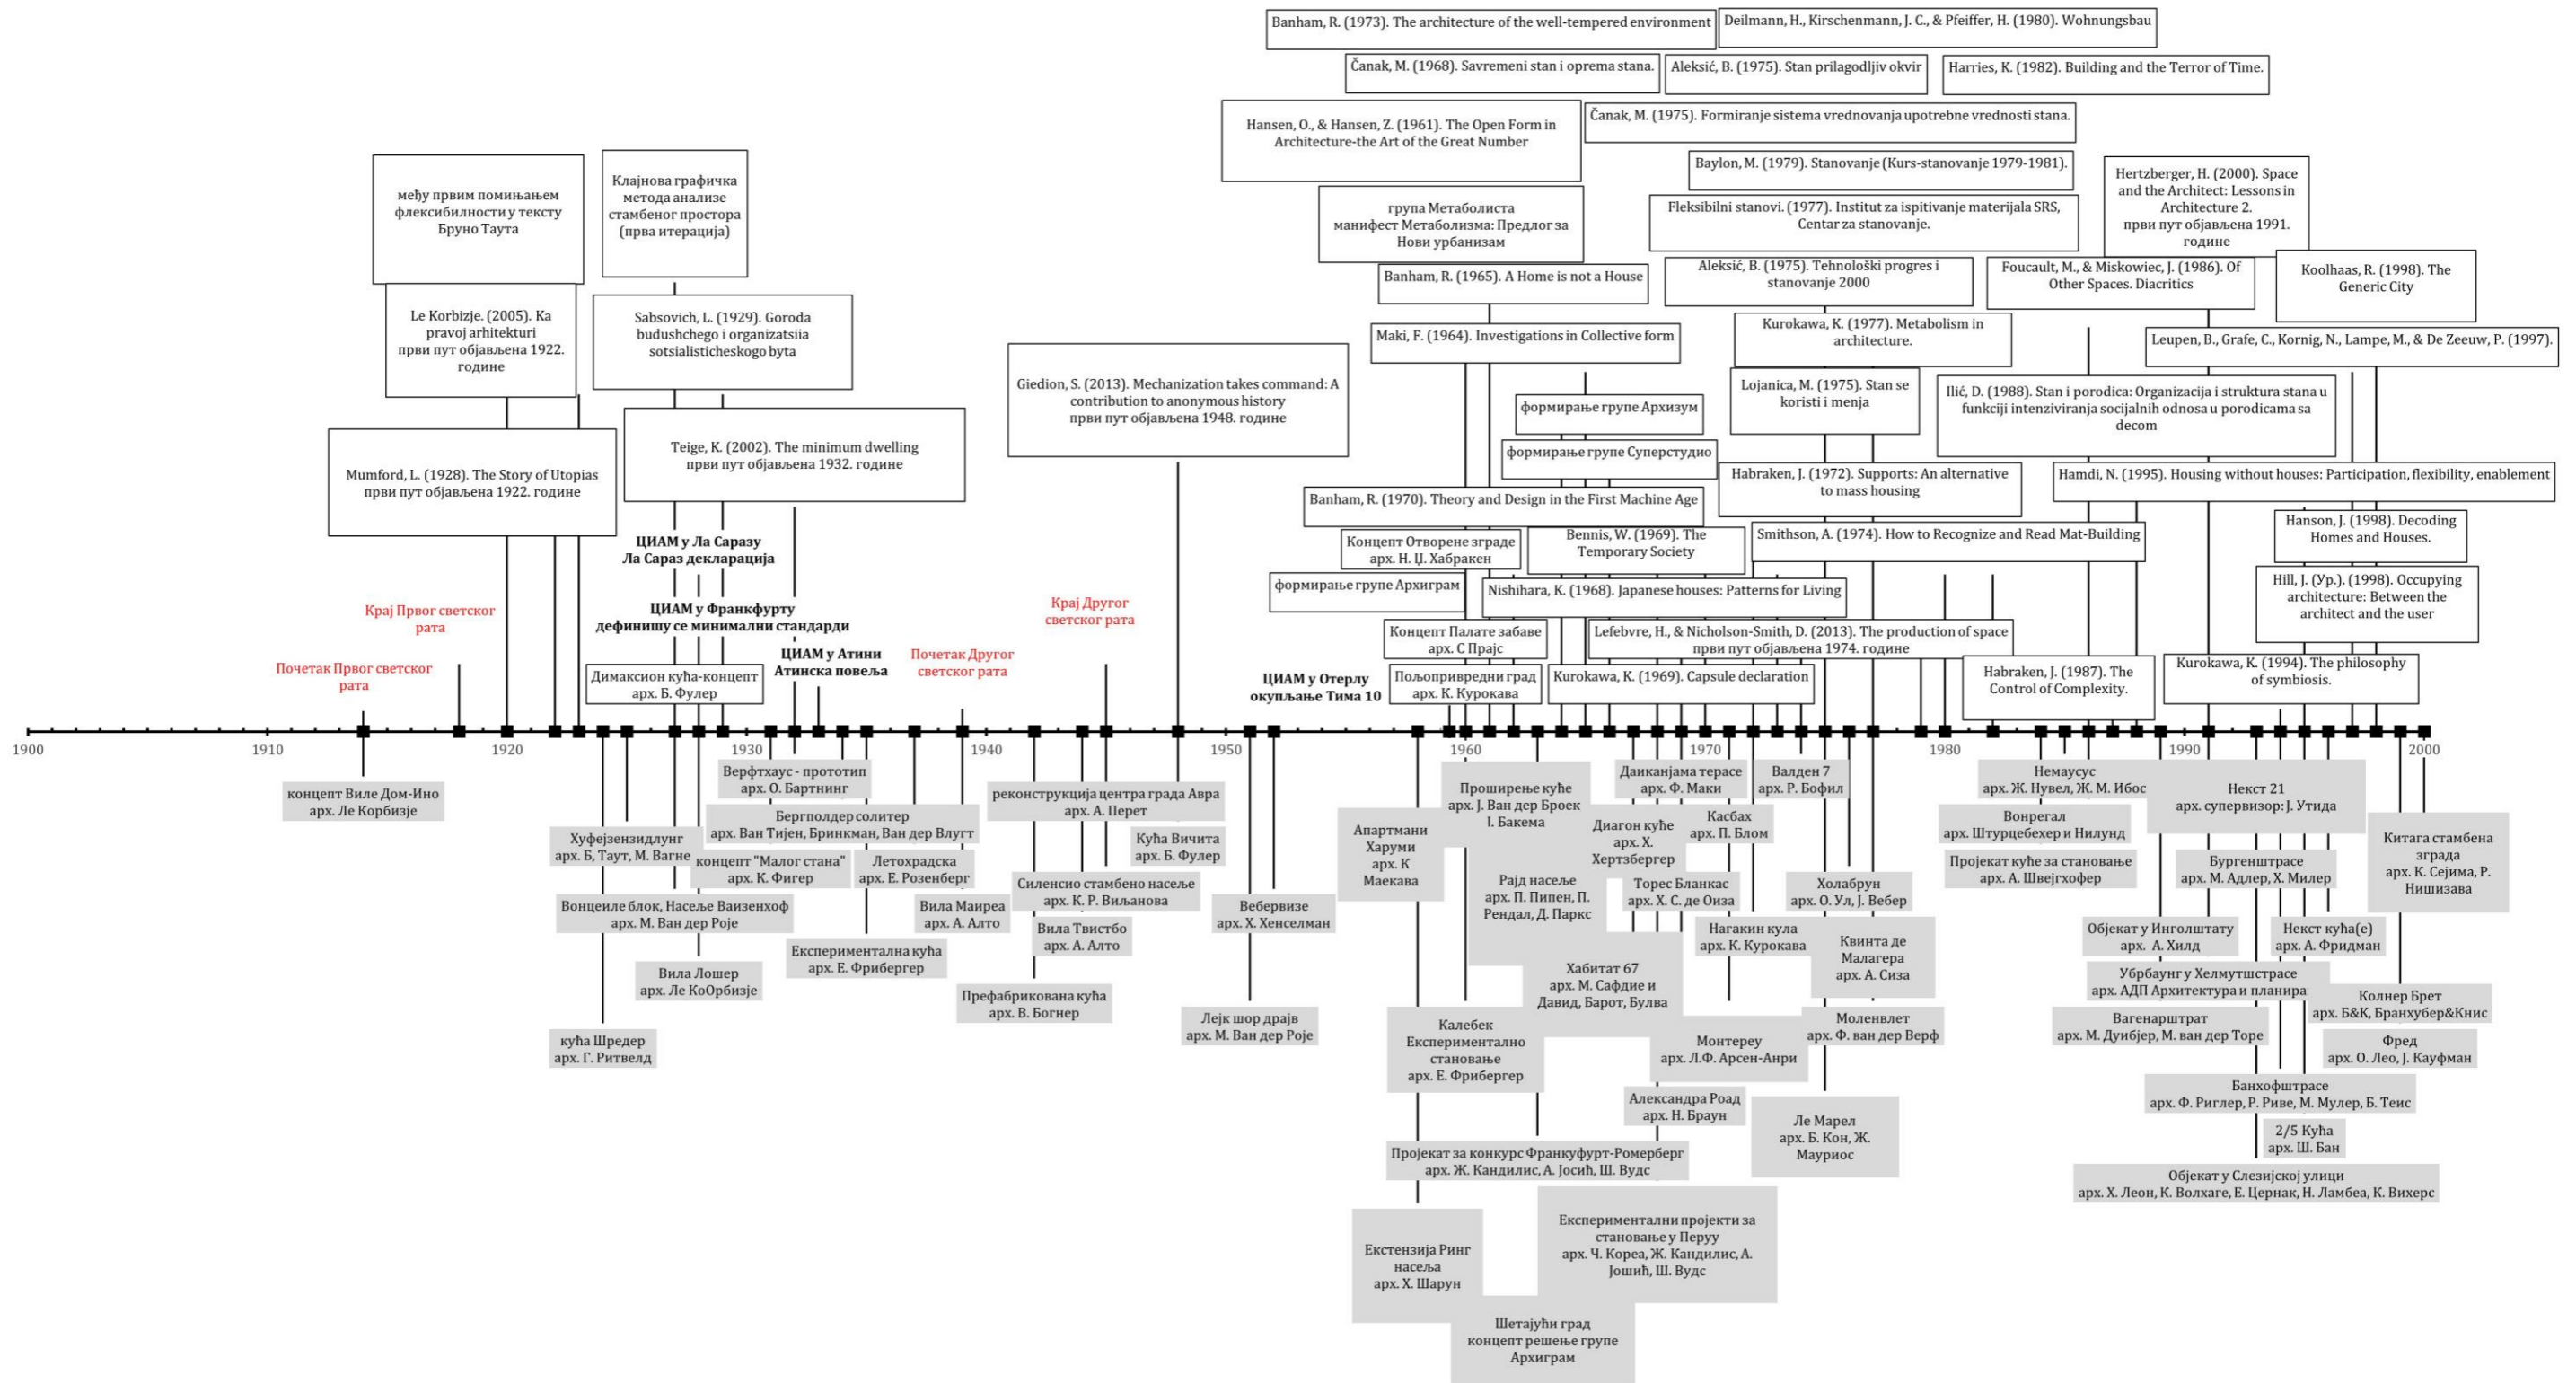 Banham, R. (1973). The architecture of the well-tempered environment
Deilmann, H., Kirschenmann, J. C., & Pfeiffer, H. (1980). Wohnungsbau
Čanak, M. (1968). Savremeni stan i oprema stana.
Aleksić, B. (1975). Stan prilagodljiv okvir
Harries, K. (1982). Building and the Terror of Time.
Hansen, O., & Hansen, Z. (1961). The Open Form in
Architecture-the Art of the Great Number
Čanak, M. (1975). Formiranje sistema vrednovanja upotrebne vrednosti stana.
међу првим помињањем
флексибилности у тексту
Бруно Таута
Клајнова графичка
метода анализе
стамбеног простора
(прва итерација)
Baylon, M. (1979). Stanovanje (Kurs-stanovanje 1979-1981).
Hertzberger, H. (2000). Space
and the Architect: Lessons in
Architecture 2.
први пут објављена 1991.
године
група Метаболиста
манифест Метаболизма: Предлог за
Нови урбанизам
Fleksibilni stanovi. (1977). Institut za ispitivanje materijala SRS,
Centar za stanovanje.
Banham, R. (1965). A Home is not a House
Aleksić, B. (1975). Tehnološki progres i
stanovanje 2000
Foucault, M., & Miskowiec, J. (1986). Of
Other Spaces. Diacritics
Koolhaas, R. (1998). The
Generic City
Le Korbizje. (2005). Ka
pravoj arhitekturi
први пут објављена 1922.
године
Sabsovich, L. (1929). Goroda
budushchego i organizatsiia
sotsialisticheskogo byta
Maki, F. (1964). Investigations in Collective form
Kurokawa, K. (1977). Metabolism in
architecture.
Leupen, B., Grafe, C., Kornig, N., Lampe, M., & De Zeeuw, P. (1997).
Giedion, S. (2013). Mechanization takes command: A
contribution to anonymous history
први пут објављена 1948. године
формирање групе Архизум
Lojanica, M. (1975). Stan se
koristi i menja
Ilić, D. (1988). Stan i porodica: Organizacija i struktura stana u
funkciji intenziviranja socijalnih odnosa u porodicama sa
decom
Mumford, L. (1928). The Story of Utopias
први пут објављена 1922. године
Teige, K. (2002). The minimum dwelling
први пут објављена 1932. године
формирање групе Суперстудио
Habraken, J. (1972). Supports: An alternative
to mass housing
Hamdi, N. (1995). Housing without houses: Participation, flexibility, enablement
Banham, R. (1970). Theory and Design in the First Machine Age
ЦИАМ у Ла Саразу
Ла Сараз декларација
Концепт Отворене зграде
арх. Н. Џ. Хабракен
Bennis, W. (1969). The
Temporary Society
Smithson, A. (1974). How to Recognize and Read Mat-Building
Hanson, J. (1998). Decoding
Homes and Houses.
формирање групе Архиграм
Nishihara, K. (1968). Japanese houses: Patterns for Living
Hill, J. (Ур.). (1998). Occupying
architecture: Between the
architect and the user
Крај Првог светског
рата
ЦИАМ у Франкфурту
дефинишу се минимални стандарди
Крај Другог
светског рата
Концепт Палате забаве
арх. С Прајс
Lefebvre, H., & Nicholson-Smith, D. (2013). The production of space
први пут објављена 1974. године
Почетак Првог светског
рата
Димаксион кућа-концепт
арх. Б. Фулер
ЦИАМ у Атини
Атинска повеља
Почетак Другог
светског рата
ЦИАМ у Отерлу
окупљање Тима 10
Пољопривредни град
арх. К. Курокава
Kurokawa, K. (1969). Capsule declaration
Habraken, J. (1987). The
Control of Complexity.
Kurokawa, K. (1994). The philosophy
of symbiosis.
1900 1910 1920 1930 1940 1950 1960 1970 1980 1990 2000
концепт Виле Дом-Ино
арх. Ле Корбизје
Верфтхаус - прототип
арх. О. Бартнинг
реконструкција центра града Авра
арх. А. Перет
Проширење куће
арх. Ј. Ван дер Броек
І. Бакема
Даиканјама терасе
арх. Ф. Маки
Валден 7
арх. Р. Бофил
Немаусус
арх. Ж. Нувел, Ж. М. Ибос
Некст 21
арх. супервизор: Ј. Утида
Хуфејзензидлунг
арх. Б, Таут, М. Вагне
Бергполдер солитер
арх. Ван Тијен, Бринкман, Ван дер Влугт
Кућа Вичита
арх. Б. Фулер
Апартмани
Харуми
арх. К
Маекава
Диагон куће
арх. Х.
Хертзбергер
Касбах
арх. П. Блом
Вонрегал
арх. Штурцебехер и Нилунд
Китага стамбена
зграда
арх. К. Сејима, Р.
Нишизава
концепт "Малог стана"
арх. К. Фигер
Летохрадска
арх. Е. Розенберг
Силенсио стамбено насеље
арх. К. Р. Виљанова
Рајд насеље
арх. П. Пипен, П.
Рендал, Д. Паркс
Торес Бланкас
арх. Х. С. де Оиза
Холабрун
арх. О. Ул, Ј. Вебер
Пројекат куће за становање
арх. А. Швејгхофер
Бургенштрасе
арх. М. Адлер, Х. Милер
Вонцеиле блок, Насеље Ваизенхоф
арх. М. Ван дер Роје
Вила Маиреа
арх. А. Алто
Вила Твистбо
арх. А. Алто
Вебервизе
арх. Х. Хенселман
Нагакин кула
арх. К. Курокава
Квинта де
Малагера
арх. А. Сиза
Објекат у Инголштату
арх. А. Хилд
Некст кућа(е)
арх. А. Фридман
Експериментална кућа
арх. Е. Фрибергер
Вила Лошер
арх. Ле КоОрбизје
Хабитат 67
арх. М. Сафдие и
Давид, Барот, Булва
Убрбаунг у Хелмутштрасе
арх. АДП Архитектура и планира
Префабрикована кућа
арх. В. Богнер
Колнер Брет
арх. Б&К, Бранхубер&Книс
кућа Шредер
арх. Г. Ритвелд
Лејк шор драјв
арх. М. Ван дер Роје
Калебек
Експериментално
становање
арх. Е. Фрибергер
Монтереу
арх. Л.Ф. Арсен-Анри
Моленвлет
арх. Ф. ван дер Верф
Вагенарштрат
арх. М. Дуибјер, М. ван дер Торе
Фред
арх. О. Лео, Ј. Кауфман
Александра Роад
арх. Н. Браун
Ле Марел
арх. Б. Кон, Ж.
Мауриос
Банхофштрасе
арх. Ф. Риглер, Р. Риве, М. Мулер, Б. Теис
2/5 Кућа
арх. Ш. Бан
Пројекат за конкурс Франкуфурт-Ромерберг
арх. Ж. Кандилис, А. Јосић, Ш. Вудс
Објекат у Слезијској улици
арх. Х. Леон, К. Волхаге, Е. Цернак, Н. Ламбеа, К. Вихерс
Експериментални пројекти за
становање у Перуу
арх. Ч. Кореа, Ж. Кандилис, А.
Јошић, Ш. Вудс
Екстензија Ринг
насеља
арх. Х. Шарун
Шетајући град
концепт решење групе
Архиграм